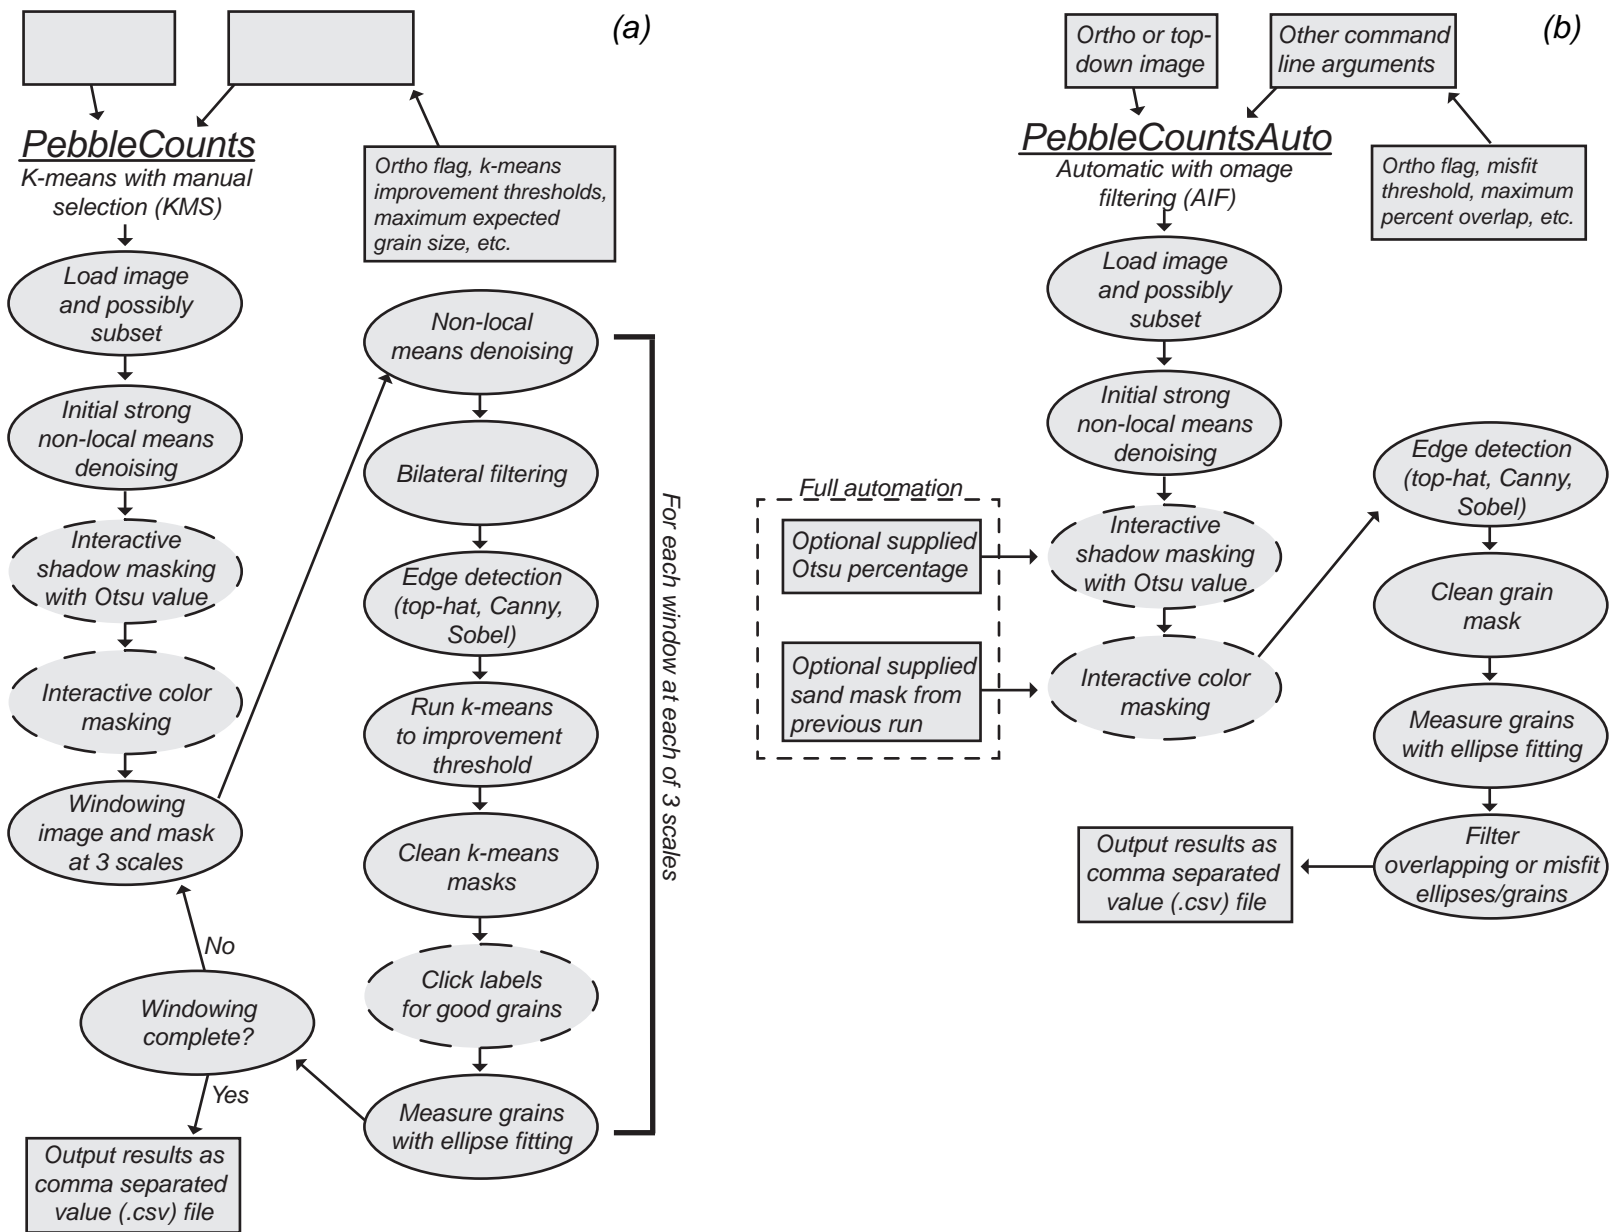 (a)
PebbleCounts
K-means with manual
selection (KMS)
Ortho flag, k-means
improvement thresholds,
maximum expected
grain size, etc.
Load image
and possibly
subset
Initial strong
non-local means
denoising
Interactive
shadow masking
with Otsu value
Interactive color
masking
Windowing
image and mask
at 3 scales
Non-local
means denoising
Bilateral filtering
Edge detection
(top-hat, Canny,
Sobel)
Run k-means
to improvement
threshold
Clean k-means
masks
Click labels
for good grains
Measure grains
with ellipse fitting
For each window at each of 3 scales
No
Windowing
complete?
Yes
Output results as
comma separated
value (.csv) file
(b)
Ortho or top-
down image
Other command
line arguments
PebbleCountsAuto
Automatic with omage
filtering (AIF)
Ortho flag, misfit
threshold, maximum
percent overlap, etc.
Load image
and possibly
subset
Initial strong
non-local means
denoising
Full automation
Optional supplied
Otsu percentage
Interactive
shadow masking
with Otsu value
Optional supplied
sand mask from
previous run
Interactive color
masking
Edge detection
(top-hat, Canny,
Sobel)
Clean grain
mask
Measure grains
with ellipse fitting
Filter
overlapping or misfit
ellipses/grains
Output results as
comma separated
value (.csv) file